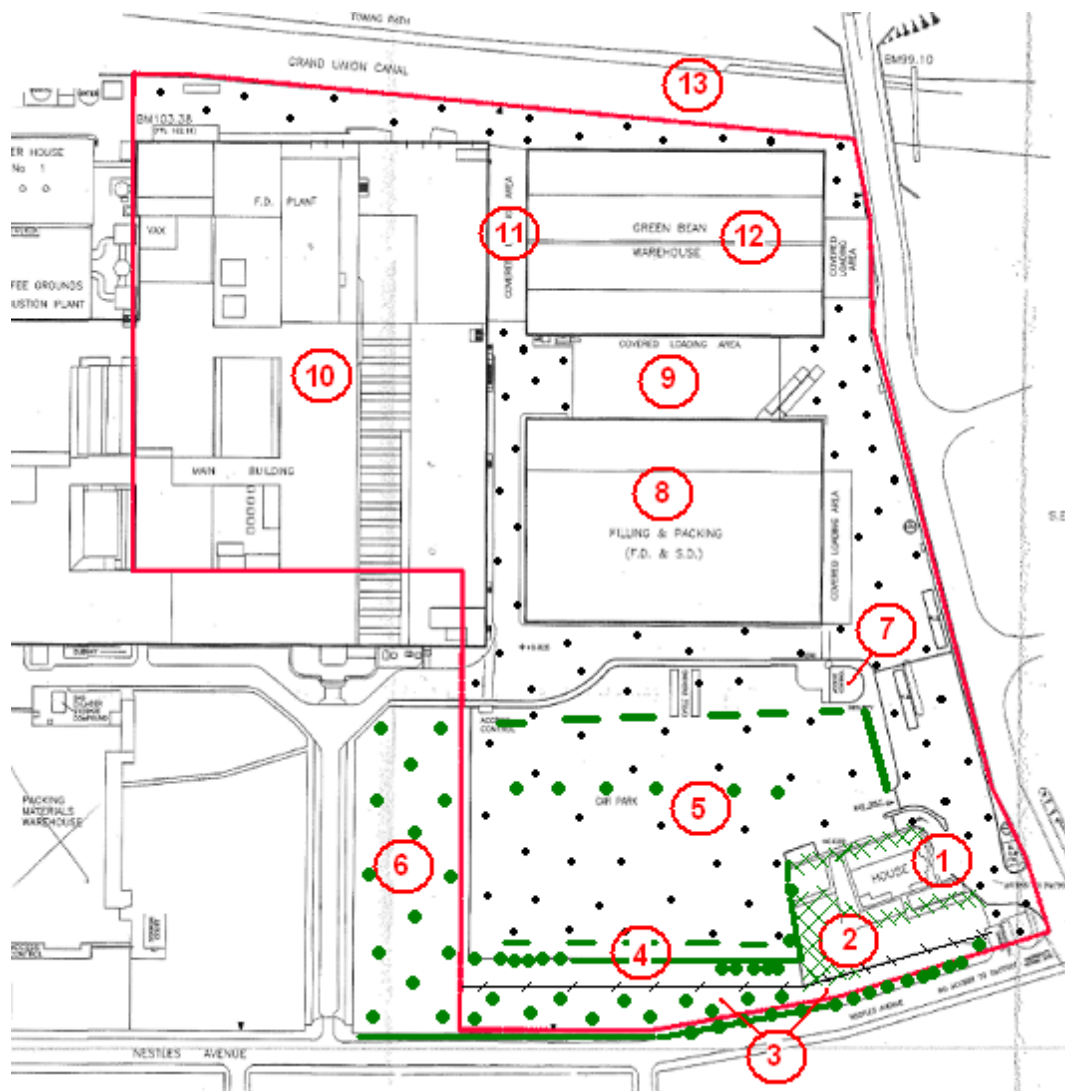 TOWING PATH
GRAND UNION CANAL
13
BM99.10
BM103.38
ER HOUSE
No 1
F.D. PLANT
VAX
11
GREEN BEAN
12
WAREHOUSE
COVERED
LOADING
AREA
FEE GROUNDS
USTION PLANT
COVERED LOADING AREA
9
10
MAIN BUILDING
8
FILLING & PACKING
(F.D. & S.D.)
COVERED LOADING AREA
7
ACCESS
CONTROL
CAR PARK
5
PACKING
MATERIALS
WAREHOUSE
6
HOUSE
1
2
4
3
ACCESS
CONTROL
NESTLES AVENUE
NESTLES AVENUE